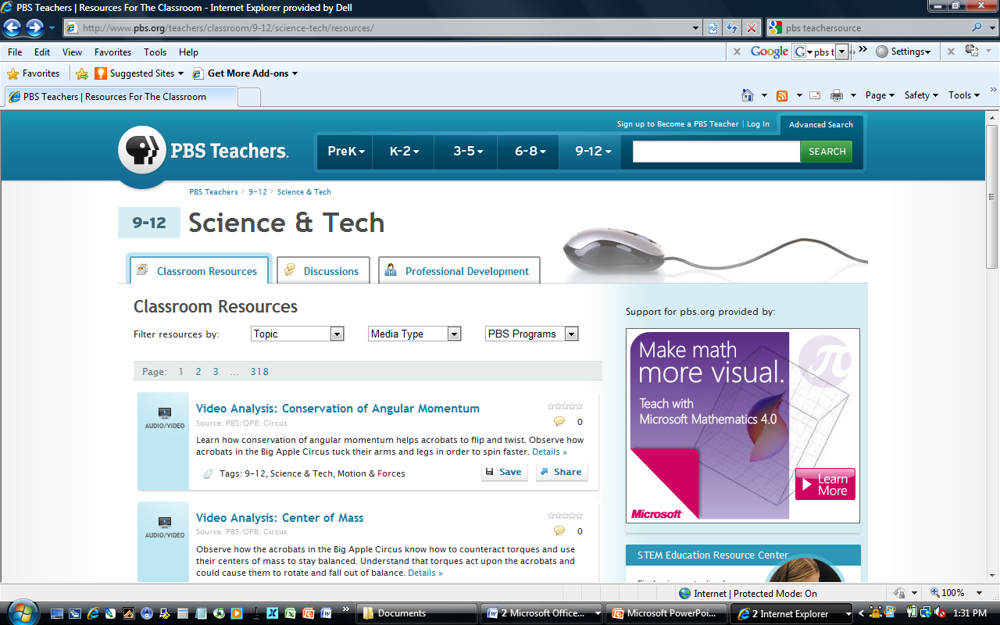 PBS Teachers | Resources For The Classroom - Internet Explorer provided by Dell
http://www.pbs.org/teachers/classroom/9-12/science-tech/resources/
pbs teachersource
File Edit View Favorites Tools Help
Google pbs t Settings
Favorites Suggested Sites Get More Add-ons
PBS Teachers | Resources For The Classroom
Page Safety Tools
Sign up to Become a PBS Teacher | Log In
Advanced Search
PBS Teachers.
PreK K-2 3-5 6-8 9-12
SEARCH
PBS Teachers > 9-12 > Science & Tech
9-12 Science & Tech
Classroom Resources Discussions Professional Development
Classroom Resources
Filter resources by: Topic Media Type PBS Programs
Page: 1 2 3 ... 318
AUDIO/VIDEO
Video Analysis: Conservation of Angular Momentum
Source: PBS/OPB: Circus
0
Learn how conservation of angular momentum helps acrobats to flip and twist. Observe how
acrobats in the Big Apple Circus tuck their arms and legs in order to spin faster. Details »
Tags: 9-12, Science & Tech, Motion & Forces
Save Share
AUDIO/VIDEO
Video Analysis: Center of Mass
Source: PBS/OPB: Circus
0
Observe how the acrobats in the Big Apple Circus know how to counteract torques and use
their centers of mass to stay balanced. Understand that torques act upon the acrobats and
could cause them to rotate and fall out of balance. Details »
Support for pbs.org provided by:
Make math
more visual.
Teach with
Microsoft Mathematics 4.0
Learn
More
Microsoft
STEM Education Resource Center
Internet | Protected Mode: On
100%
Documents
2 Microsoft Office...
Microsoft PowerPoi...
2 Internet Explorer
1:31 PM